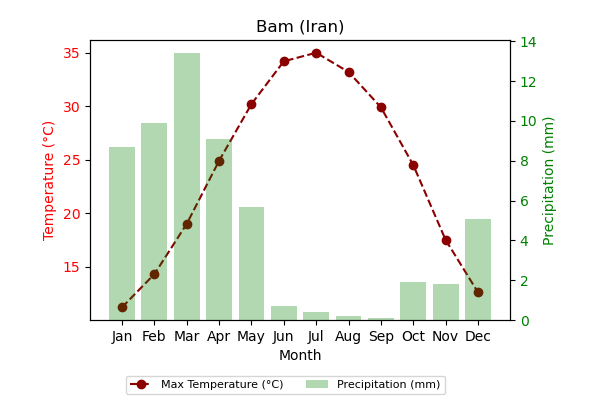 Bam (Iran)
35
30
25
20
15
Temperature (°C)
14
12
10
8
6
4
2
0
Precipitation (mm)
Jan Feb Mar Apr May Jun Jul Aug Sep Oct Nov Dec
Month
Max Temperature (°C) Precipitation (mm)